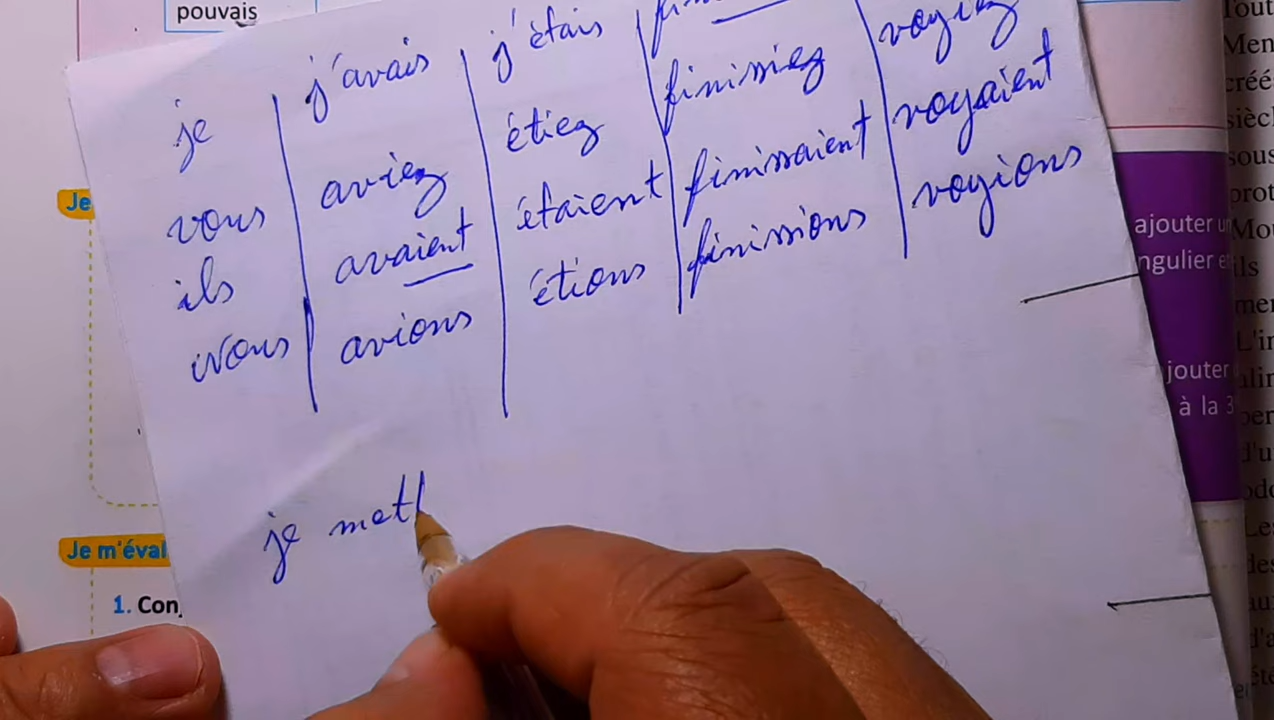 pouvais
je j'avais j'étais
vous aviez étiez finissiez voyiez
ils avaient étaient finissaient voyaient
Nous avions étions finissions voyions
je mett
Je
Je m'éval
1. Con
ajouter un
ngulier e
jouter
à la 3